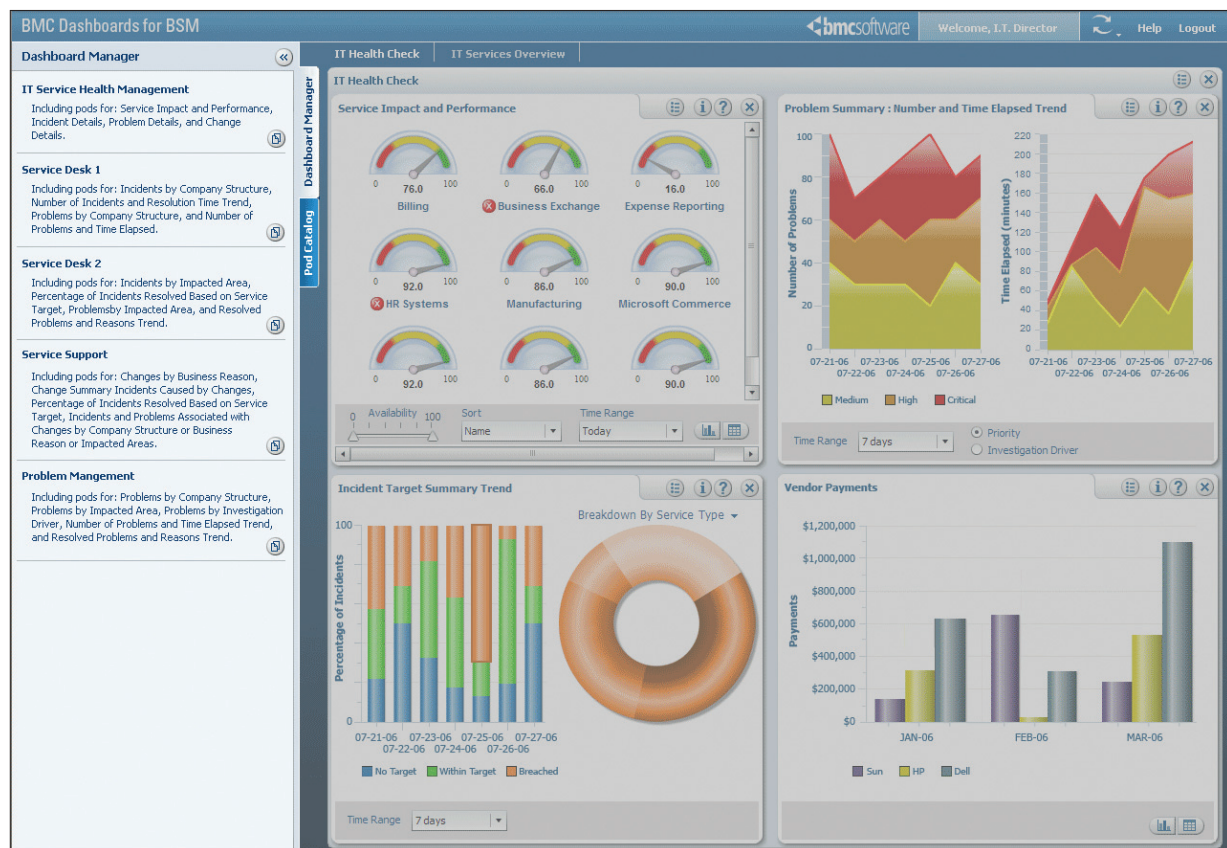 BMC Dashboards for BSM
bmcsoftware
Welcome, I.T. Director
Help
Logout
Dashboard Manager
IT Service Health Management
Including pods for: Service Impact and Performance,
Incident Details, Problem Details, and Change
Details.
Service Desk 1
Including pods for: Incidents by Company Structure,
Number of Incidents and Resolution Time Trend,
Problems by Company Structure, and Number of
Problems and Time Elapsed.
Service Desk 2
Including pods for: Incidents by Impacted Area,
Percentage of Incidents Resolved Based on Service
Target, Problemsby Impacted Area, and Resolved
Problems and Reasons Trend.
Service Support
Including pods for: Changes by Business Reason,
Change Summary Incidents Caused by Changes,
Percentage of Incidents Resolved Based on Service
Target, Incidents and Problems Associated with
Changes by Company Structure or Business
Reason or Impacted Areas.
Problem Mangement
Including pods for: Problems by Company Structure,
Problems by Impacted Area, Problems by Investigation
Driver, Number of Problems and Time Elapsed Trend,
and Resolved Problems and Reasons Trend.
Dashboard Manager
Pod Catalog
IT Health Check
IT Services Overview
IT Health Check
Service Impact and Performance
0 76.0 100
Billing
0 66.0 100
Business Exchange
0 16.0 100
Expense Reporting
0 92.0 100
HR Systems
0 86.0 100
Manufacturing
0 90.0 100
Microsoft Commerce
0 92.0 100
0 86.0 100
0 90.0 100
0 Availability 100
Sort
Name
Time Range
Today
Problem Summary : Number and Time Elapsed Trend
Number of Problems
100
80
60
40
20
0
07-21-06 07-23-06 07-25-06 07-27-06
07-22-06 07-24-06 07-26-06
Time Elapsed (minutes)
220
200
180
160
140
120
100
80
60
40
20
0
07-21-06 07-23-06 07-25-06 07-27-06
07-22-06 07-24-06 07-26-06
Medium High Critical
Time Range
7 days
Priority
Investigation Driver
Incident Target Summary Trend
Breakdown By Service Type
Percentage of Incidents
100
0
07-21-06 07-23-06 07-25-06 07-27-06
07-22-06 07-24-06 07-26-06
No Target Within Target Breached
Time Range
7 days
Vendor Payments
Payments
$1,200,000
$1,000,000
$800,000
$600,000
$400,000
$200,000
$0
JAN-06 FEB-06 MAR-06
Sun HP Dell